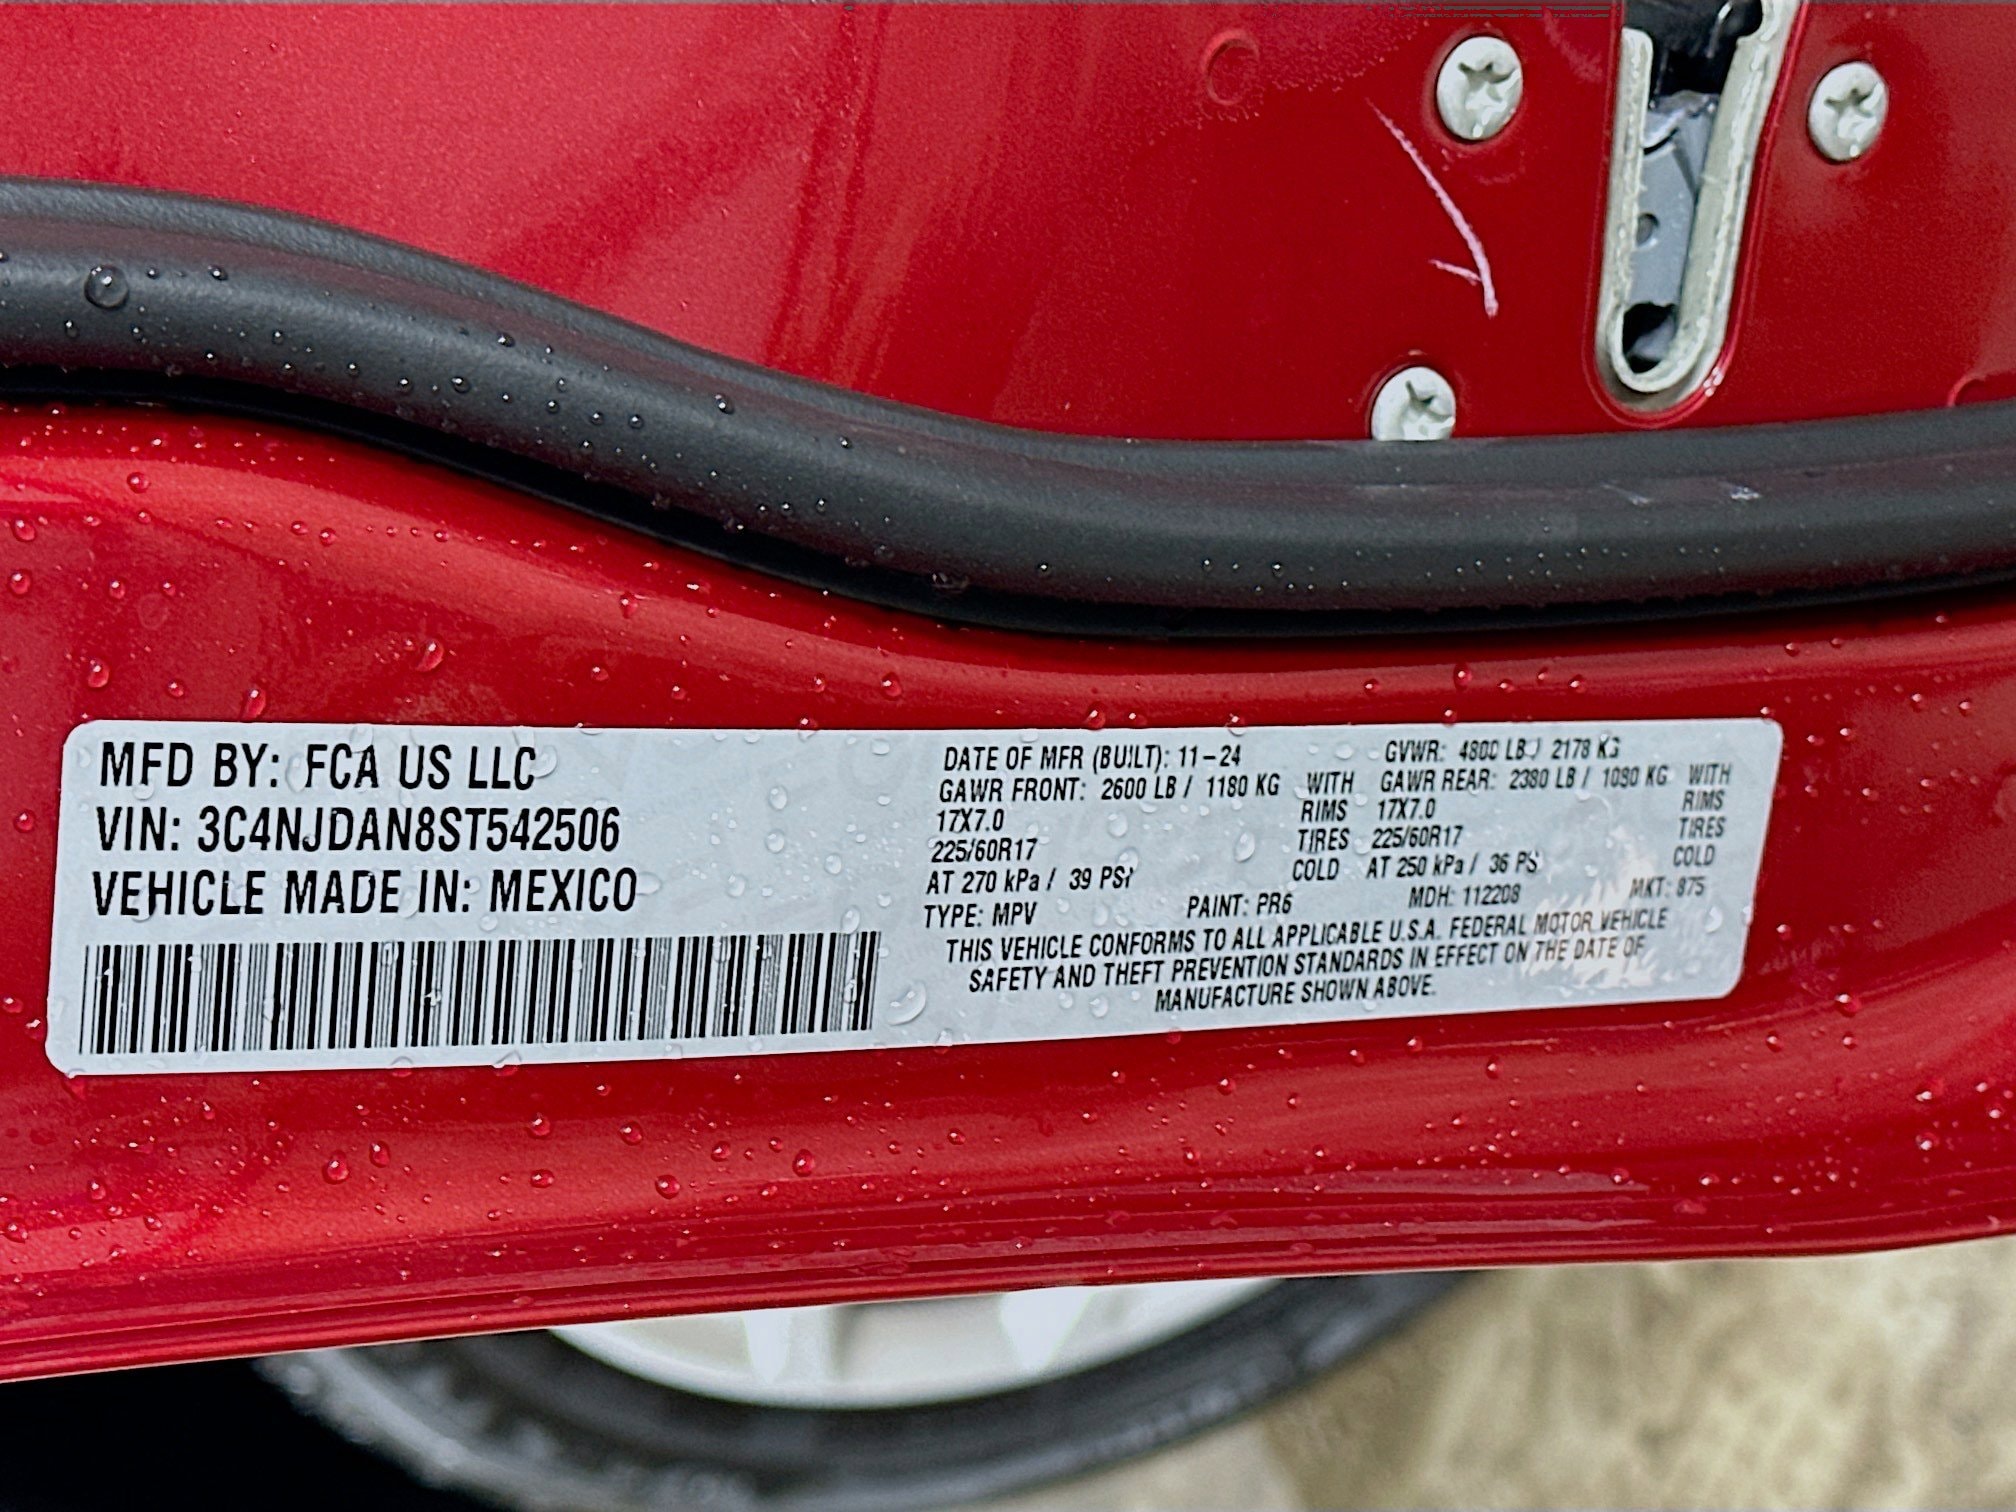 MFD BY: FCA US LLC
VIN: 3C4NJDAN8ST542506
VEHICLE MADE IN: MEXICO
DATE OF MFR (BUILT): 11-24 GVWR: 4800 LB / 2178 KG
GAWR FRONT: 2600 LB / 1180 KG WITH GAWR REAR: 2380 LB / 1080 KG WITH
17X7.0 RIMS 17X7.0 RIMS
225/60R17 TIRES 225/60R17 TIRES
AT 270 kPa / 39 PSI COLD AT 250 kPa / 36 PSI COLD
TYPE: MPV PAINT: PR6 MDH: 112208 MKT: 875
THIS VEHICLE CONFORMS TO ALL APPLICABLE U.S.A. FEDERAL MOTOR VEHICLE
SAFETY AND THEFT PREVENTION STANDARDS IN EFFECT ON THE DATE OF
MANUFACTURE SHOWN ABOVE.